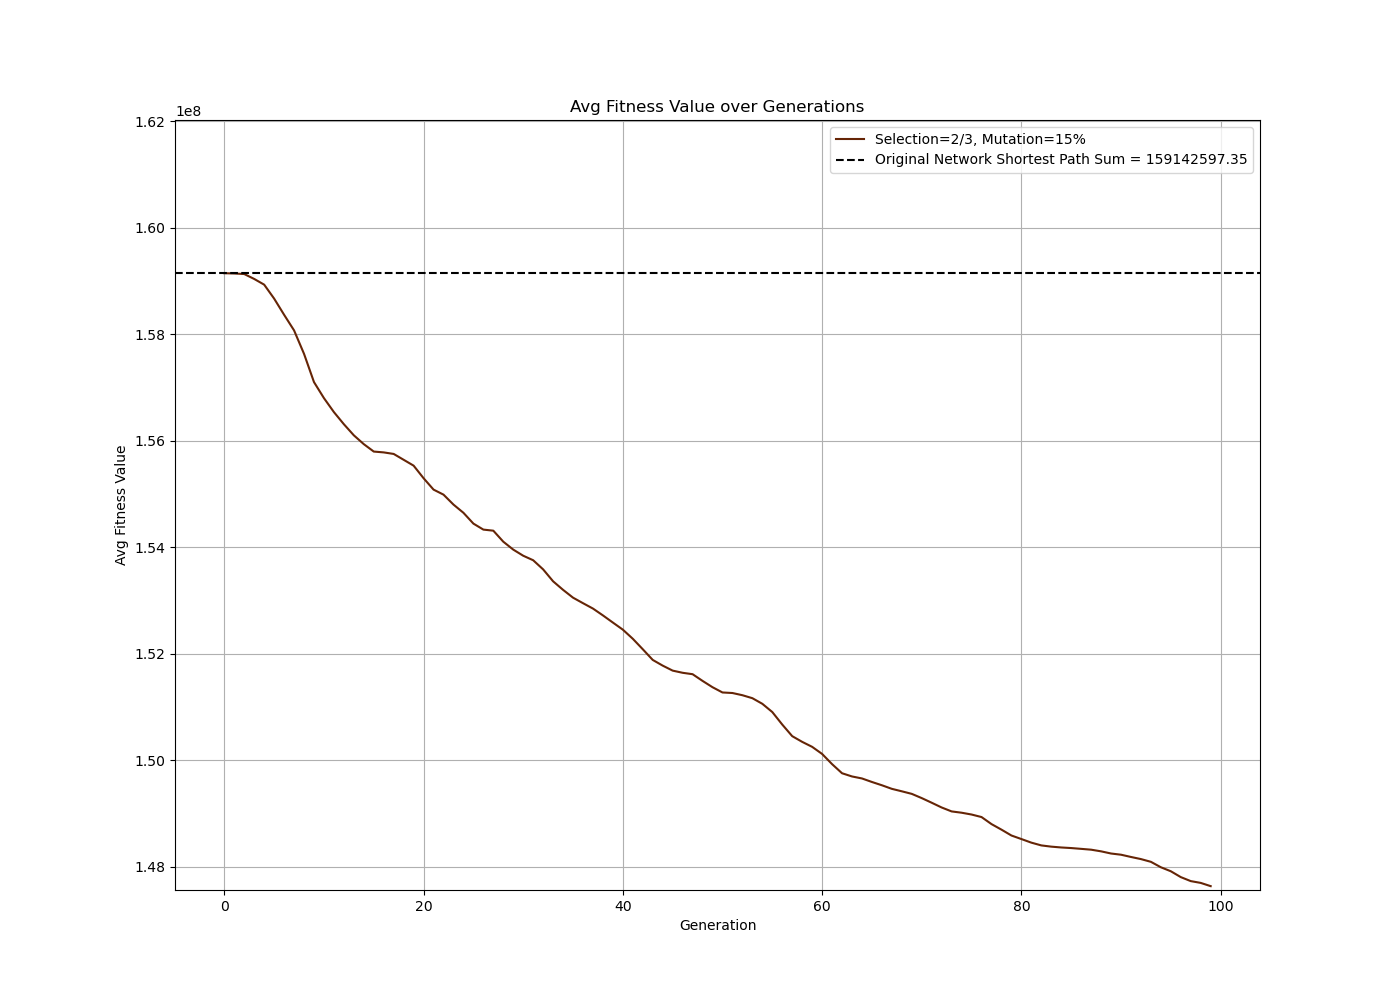 Avg Fitness Value over Generations
1e8
1.62
1.60
1.58
1.56
1.54
1.52
1.50
1.48
Avg Fitness Value
Selection=2/3, Mutation=15%
Original Network Shortest Path Sum = 159142597.35
0 20 40 60 80 100
Generation